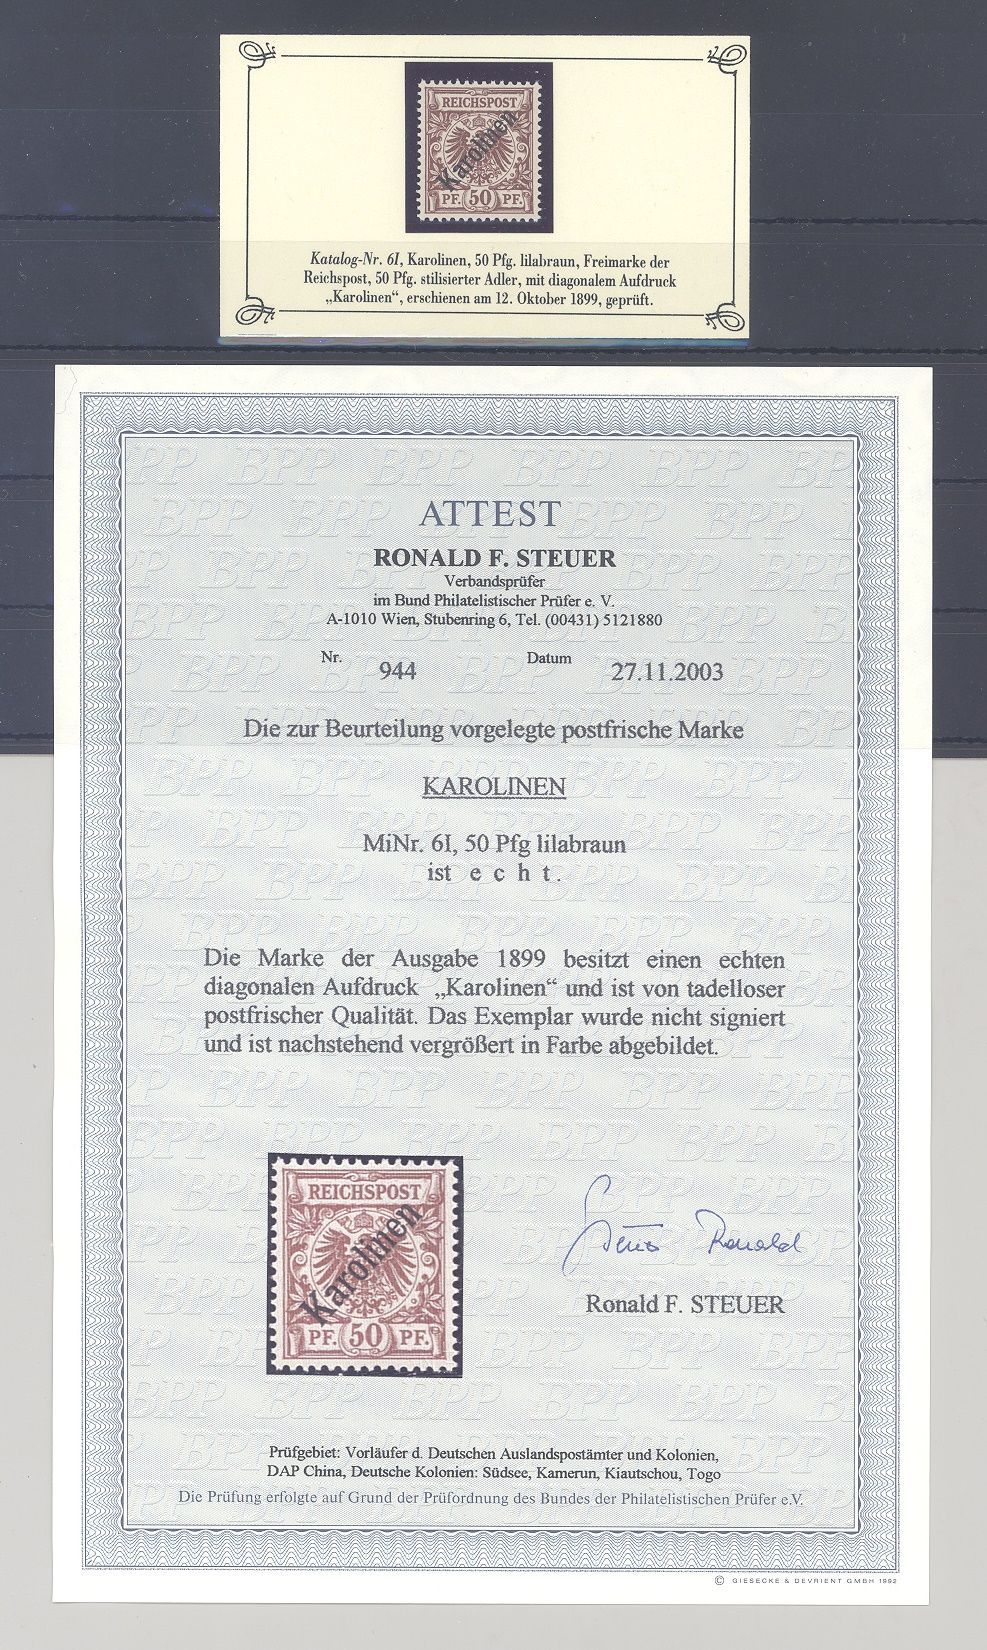 REICHSPOST
Karolinen
PF. 50 PF.
Katalog-Nr. 6I, Karolinen, 50 Pfg. lilabraun, Freimarke der
Reichspost, 50 Pfg. stilisierter Adler, mit diagonalem Aufdruck
„Karolinen“, erschienen am 12. Oktober 1899, geprüft.
ATTEST
RONALD F. STEUER
Verbandsprüfer
im Bund Philatelistischer Prüfer e. V.
A-1010 Wien, Stubenring 6, Tel. (00431) 5121880
Nr. 944 Datum 27.11.2003
Die zur Beurteilung vorgelegte postfrische Marke
KAROLINEN
MiNr. 6I, 50 Pfg lilabraun
ist e c h t.
Die Marke der Ausgabe 1899 besitzt einen echten
diagonalen Aufdruck „Karolinen“ und ist von tadelloser
postfrischer Qualität. Das Exemplar wurde nicht signiert
und ist nachstehend vergrößert in Farbe abgebildet.
REICHSPOST
Karolinen
PF. 50 PF.
Steuer Ronald
Ronald F. STEUER
Prüfgebiet: Vorläufer d. Deutschen Auslandspostämter und Kolonien,
DAP China, Deutsche Kolonien: Südsee, Kamerun, Kiautschou, Togo
Die Prüfung erfolgte auf Grund der Prüfordnung des Bundes der Philatelistischen Prüfer e.V.
© GIESECKE & DEVRIENT GMBH 1992